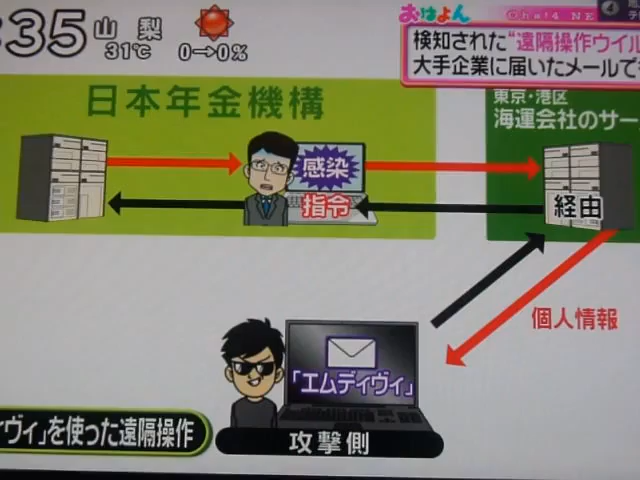 :35
山梨
31℃
0→0%
おはよん
Chat4 NE
検知された“遠隔操作ウイル
大手企業に届いたメールでも
日本年金機構
東京・港区
海運会社のサー
感染
指令
経由
個人情報
「エムディヴィ」
ィヴィ」を使った遠隔操作
攻撃側